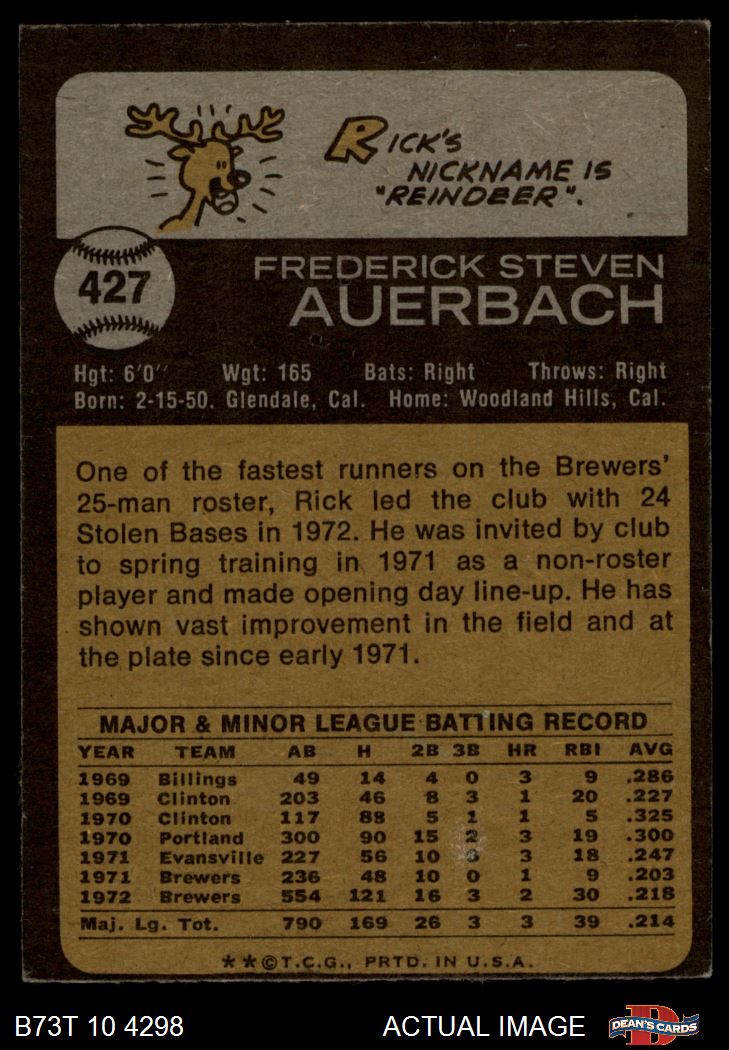 RICK'S
NICKNAME IS
"REINDEER".
427
FREDERICK STEVEN
AUERBACH
Hgt: 6'0" Wgt: 165 Bats: Right Throws: Right
Born: 2-15-50. Glendale, Cal. Home: Woodland Hills, Cal.
One of the fastest runners on the Brewers'
25-man roster, Rick led the club with 24
Stolen Bases in 1972. He was invited by club
to spring training in 1971 as a non-roster
player and made opening day line-up. He has
shown vast improvement in the field and at
the plate since early 1971.
MAJOR & MINOR LEAGUE BATTING RECORD
YEAR TEAM AB H 2B 3B HR RBI AVG
1969 Billings 49 14 4 0 3 9 .286
1969 Clinton 203 46 8 3 1 20 .227
1970 Clinton 117 88 5 1 1 5 .325
1970 Portland 300 90 15 2 3 19 .300
1971 Evansville 227 56 10 3 18 .247
1971 Brewers 236 48 10 0 1 9 .203
1972 Brewers 554 121 16 3 2 30 .218
Maj. Lg. Tot. 790 169 26 3 3 39 .214
**©T.C.G., PRTD. IN U.S.A.
B73T 10 4298 ACTUAL IMAGE DEAN'S CARDS